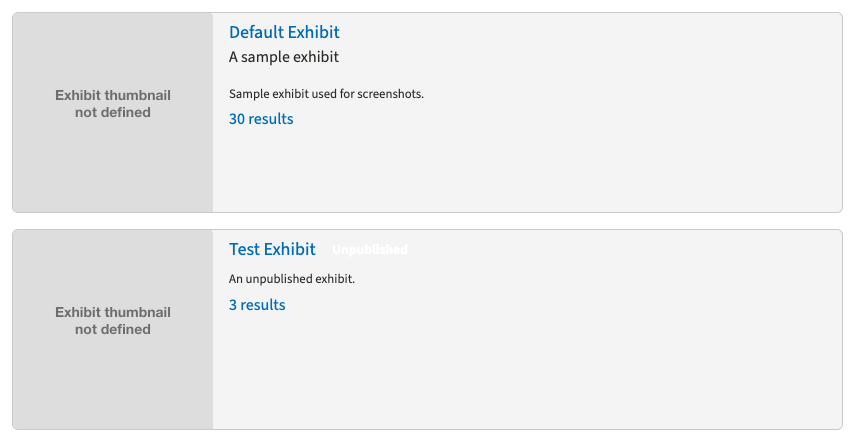 Exhibit thumbnail
not defined
Default Exhibit
A sample exhibit
Sample exhibit used for screenshots.
30 results
Exhibit thumbnail
not defined
Test Exhibit Unpublished
An unpublished exhibit.
3 results